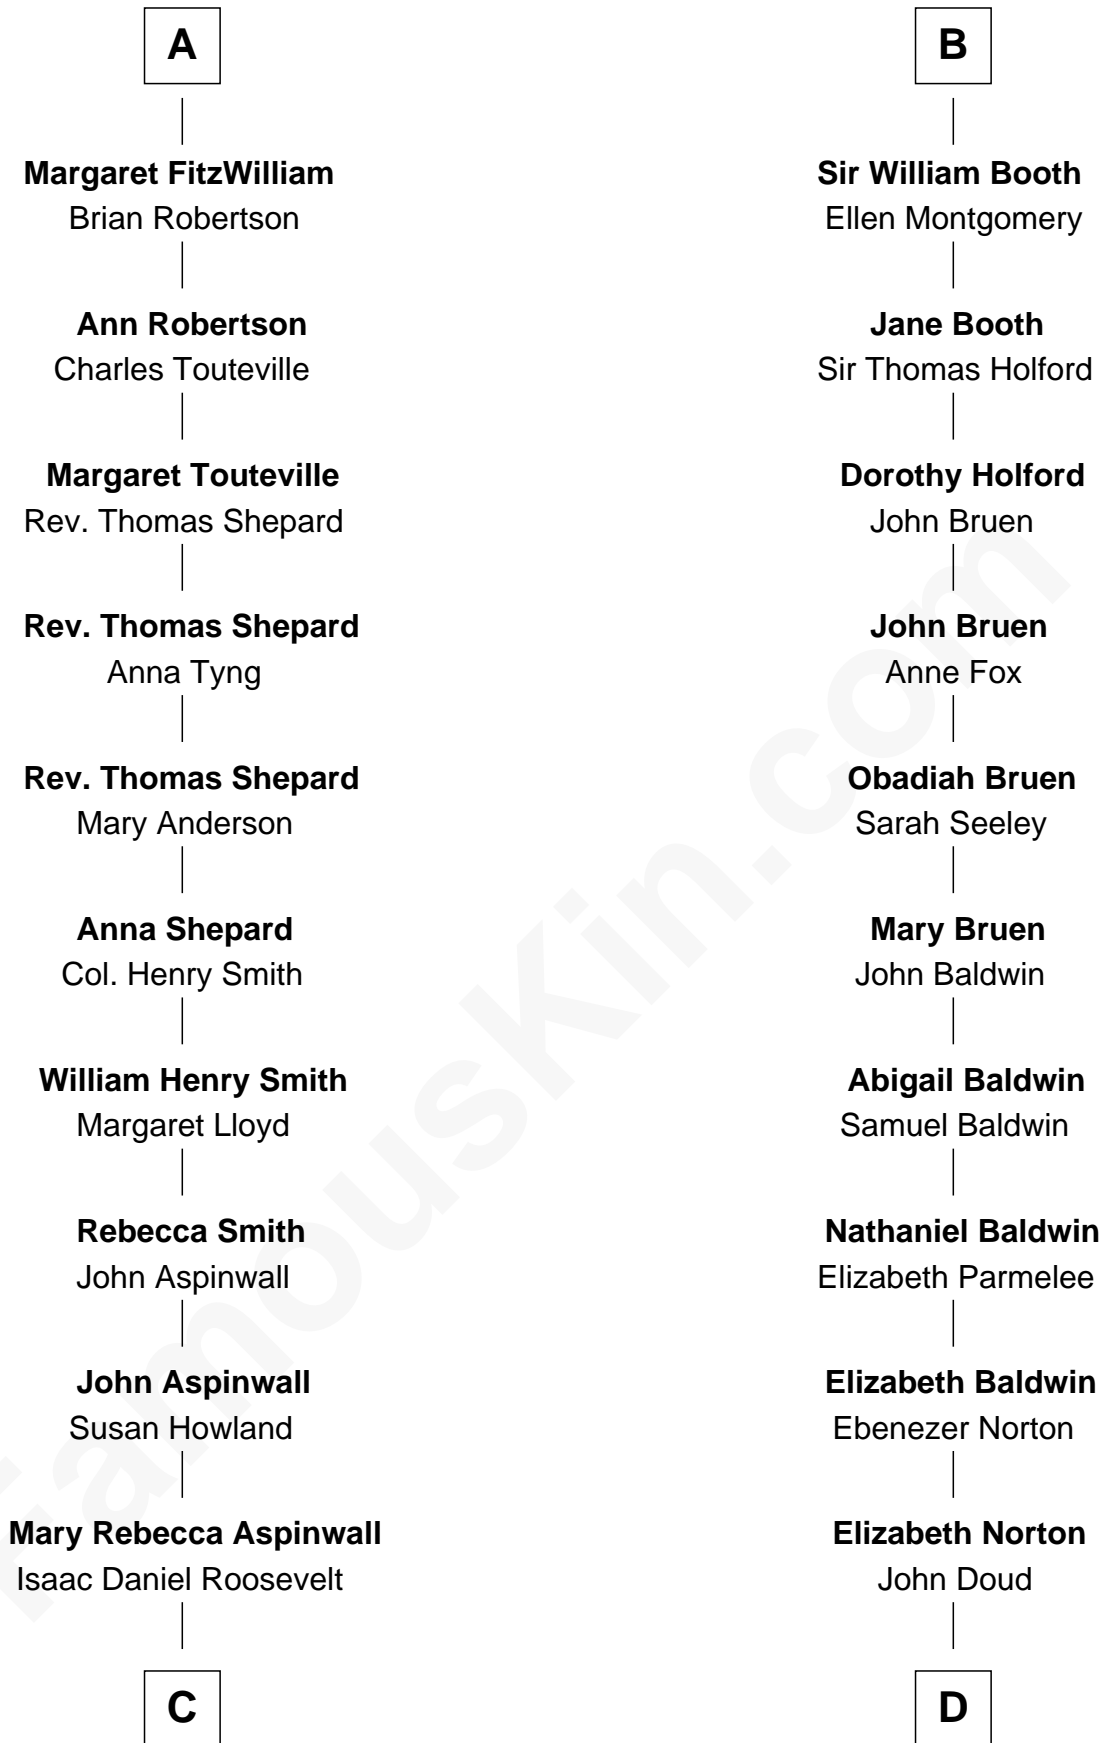 A
Margaret FitzWilliam
Brian Robertson
Ann Robertson
Charles Touteville
Margaret Touteville
Rev. Thomas Shepard
Rev. Thomas Shepard
Anna Tyng
Rev. Thomas Shepard
Mary Anderson
Anna Shepard
Col. Henry Smith
William Henry Smith
Margaret Lloyd
Rebecca Smith
John Aspinwall
John Aspinwall
Susan Howland
Mary Rebecca Aspinwall
Isaac Daniel Roosevelt
C
B
Sir William Booth
Ellen Montgomery
Jane Booth
Sir Thomas Holford
Dorothy Holford
John Bruen
John Bruen
Anne Fox
Obadiah Bruen
Sarah Seeley
Mary Bruen
John Baldwin
Abigail Baldwin
Samuel Baldwin
Nathaniel Baldwin
Elizabeth Parmelee
Elizabeth Baldwin
Ebenezer Norton
Elizabeth Norton
John Doud
D
FamousKin.com